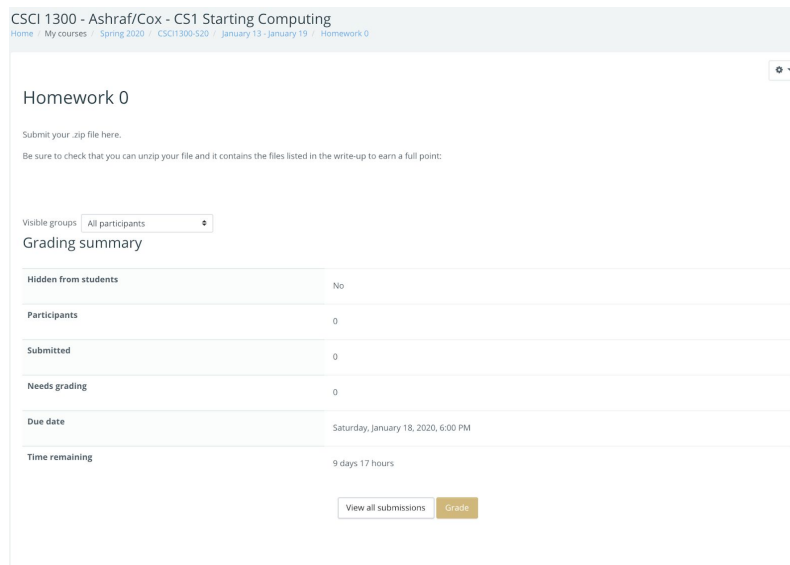 CSCI 1300 - Ashraf/Cox - CS1 Starting Computing
Home / My courses / Spring 2020 / CSCI1300-S20 / January 13 - January 19 / Homework 0
Homework 0
Submit your .zip file here.
Be sure to check that you can unzip your file and it contains the files listed in the write-up to earn a full point:
Visible groups All participants
Grading summary
Hidden from students No
Participants 0
Submitted 0
Needs grading 0
Due date Saturday, January 18, 2020, 6:00 PM
Time remaining 9 days 17 hours
View all submissions Grade